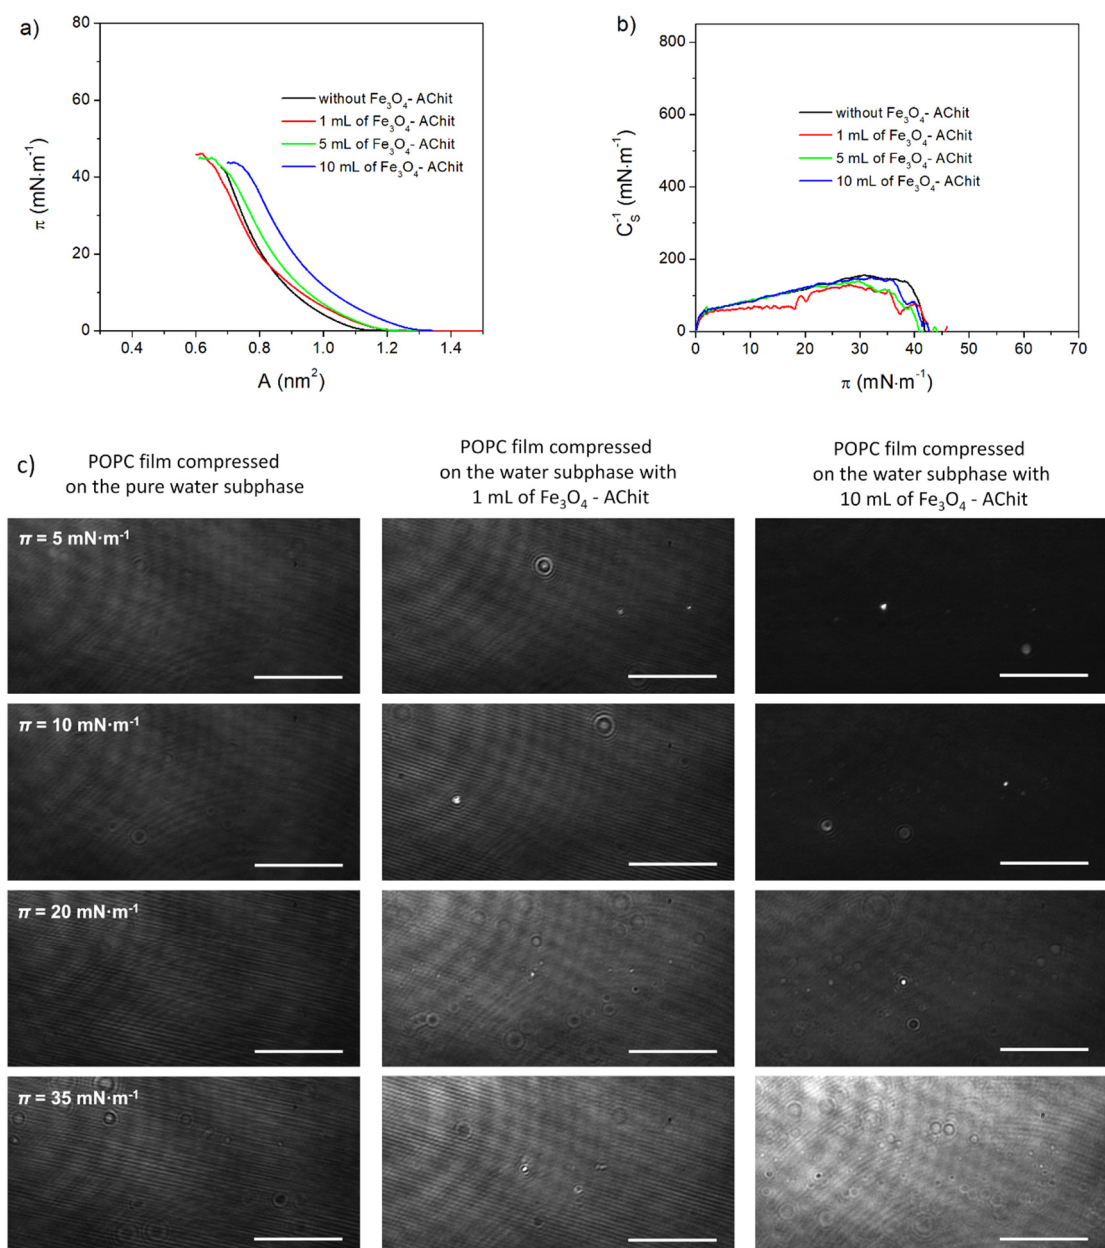 a)
80
60
40
20
0
π (mN·m⁻¹)
without Fe₃O₄- AChit
1 mL of Fe₃O₄- AChit
5 mL of Fe₃O₄- AChit
10 mL of Fe₃O₄- AChit
0.4 0.6 0.8 1.0 1.2 1.4
A (nm²)
b)
800
600
400
200
0
Cₛ⁻¹ (mN·m⁻¹)
without Fe₃O₄- AChit
1 mL of Fe₃O₄- AChit
5 mL of Fe₃O₄- AChit
10 mL of Fe₃O₄- AChit
0 10 20 30 40 50 60 70
π (mN·m⁻¹)
c)
POPC film compressed
on the pure water subphase
POPC film compressed
on the water subphase with
1 mL of Fe₃O₄ - AChit
POPC film compressed
on the water subphase with
10 mL of Fe₃O₄ - AChit
π = 5 mN·m⁻¹
π = 10 mN·m⁻¹
π = 20 mN·m⁻¹
π = 35 mN·m⁻¹